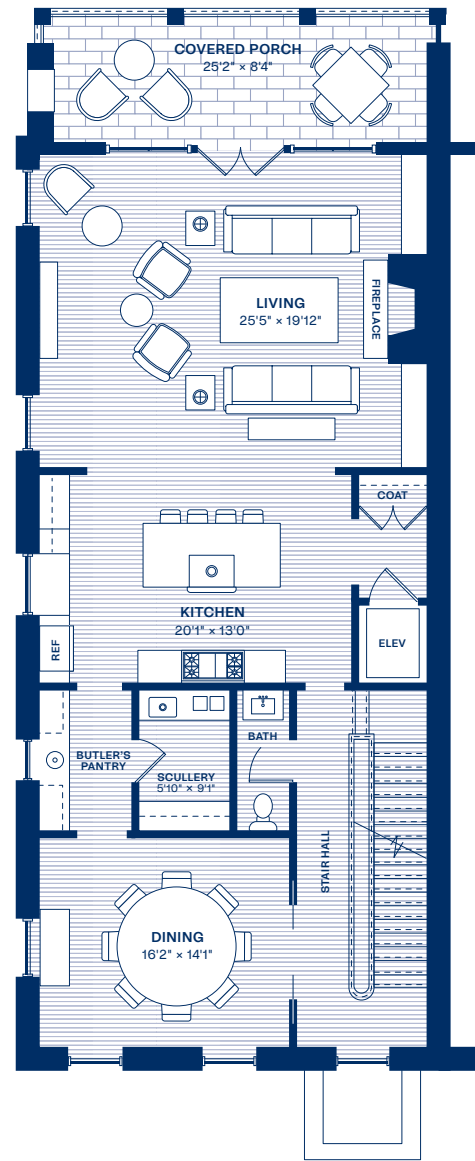 COVERED PORCH
25'2" × 8'4"
LIVING
25'5" × 19'12"
FIREPLACE
COAT
KITCHEN
20'1" × 13'0"
REF
ELEV
BUTLER'S
PANTRY
SCULLERY
5'10" × 9'1"
BATH
STAIR HALL
DINING
16'2" × 14'1"